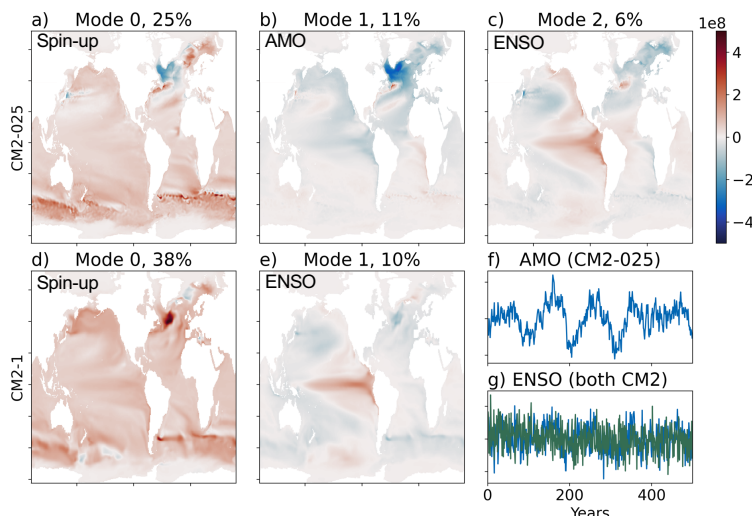 a) Mode 0, 25%
b) Mode 1, 11%
c) Mode 2, 6%
1e8
Spin-up
AMO
ENSO
CM2-025
4
2
0
−2
−4
d) Mode 0, 38%
e) Mode 1, 10%
f) AMO (CM2-025)
Spin-up
ENSO
CM2-1
g) ENSO (both CM2)
0 200 400
Years